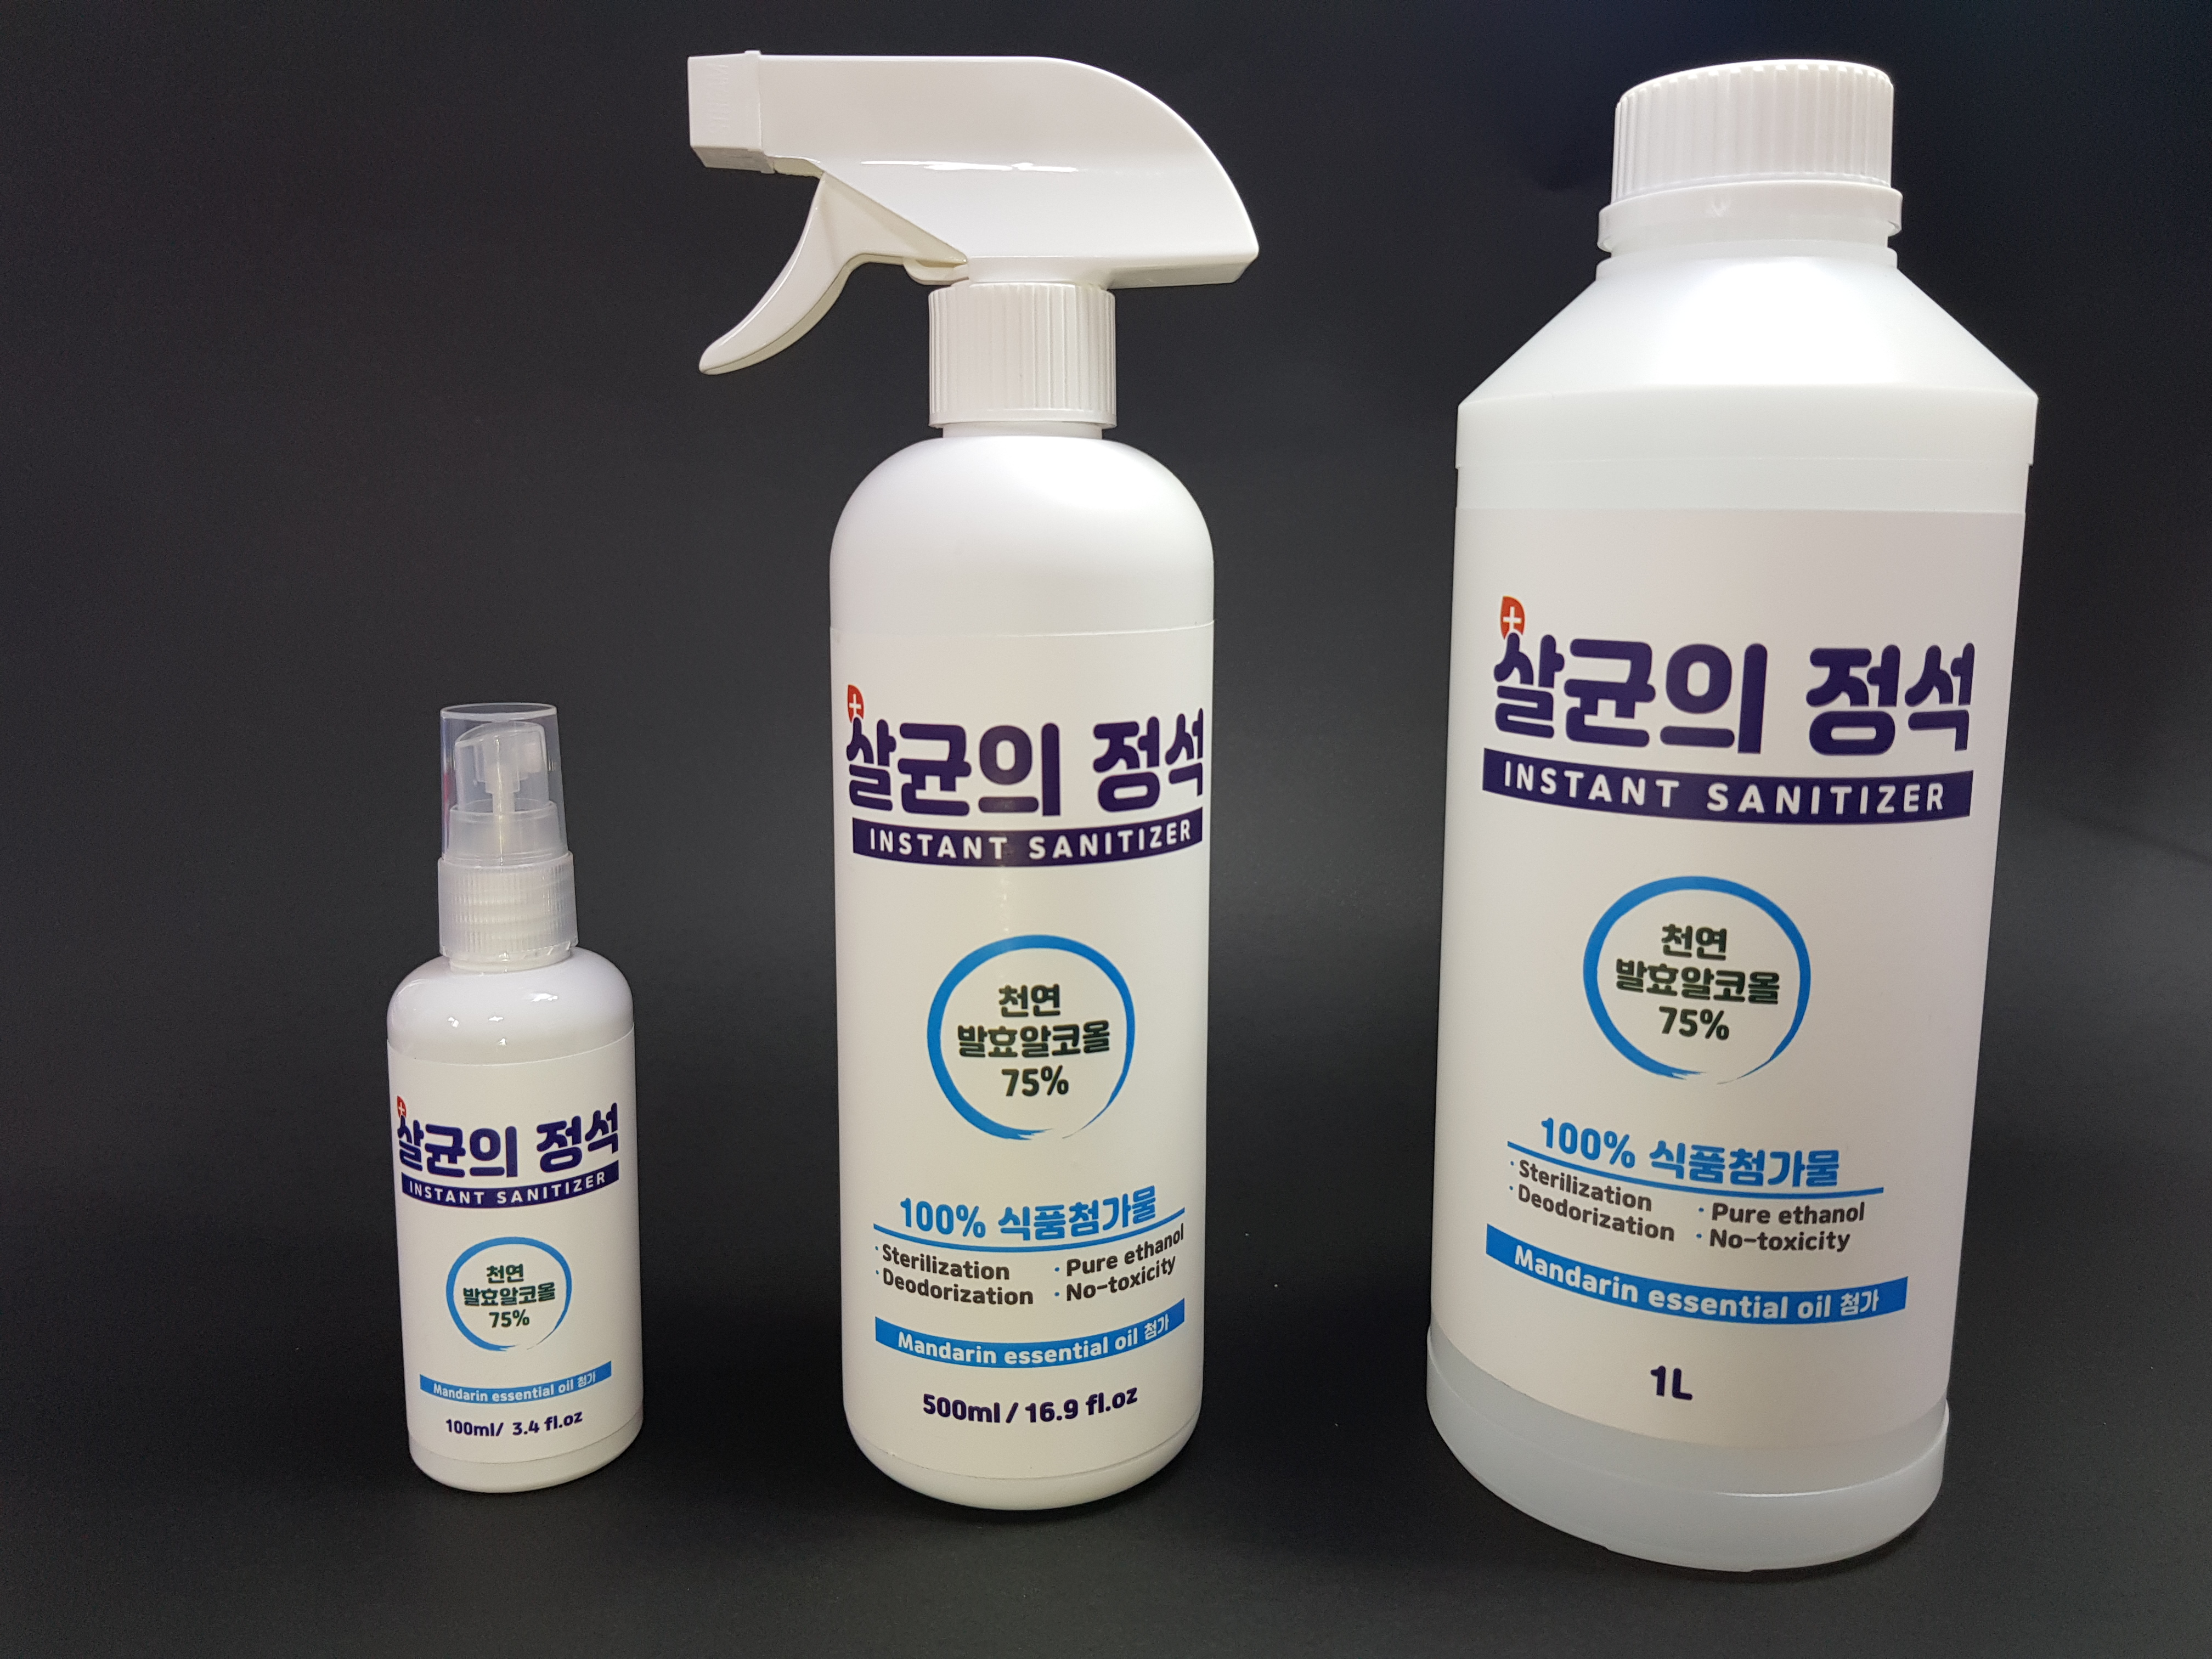 살균의 정석
INSTANT SANITIZER
천연
발효알코올
75%
Mandarin essential oil 첨가
100ml/ 3.4 fl.oz
살균의 정석
INSTANT SANITIZER
천연
발효알코올
75%
100% 식품첨가물
· Sterilization · Pure ethanol
· Deodorization · No-toxicity
Mandarin essential oil 첨가
500ml / 16.9 fl.oz
살균의 정석
INSTANT SANITIZER
천연
발효알코올
75%
100% 식품첨가물
· Sterilization · Pure ethanol
· Deodorization · No-toxicity
Mandarin essential oil 첨가
1L